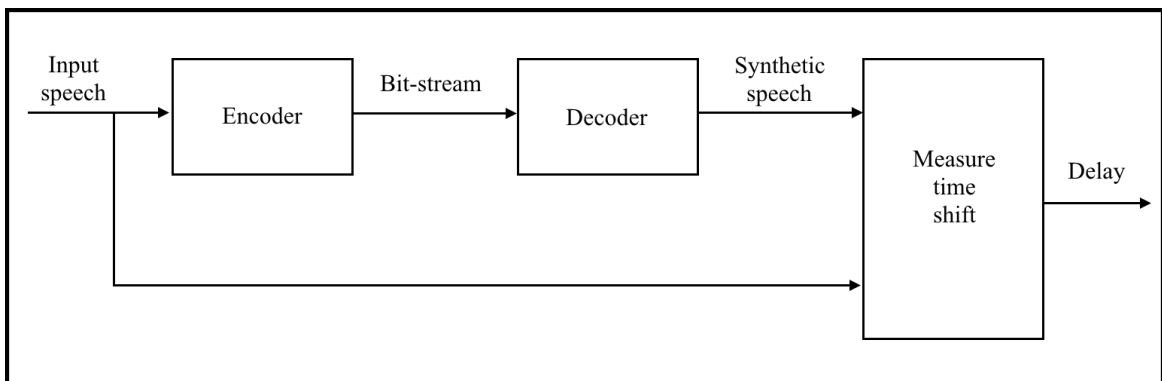 Input
speech
Encoder
Bit-stream
Decoder
Synthetic
speech
Measure
time
shift
Delay